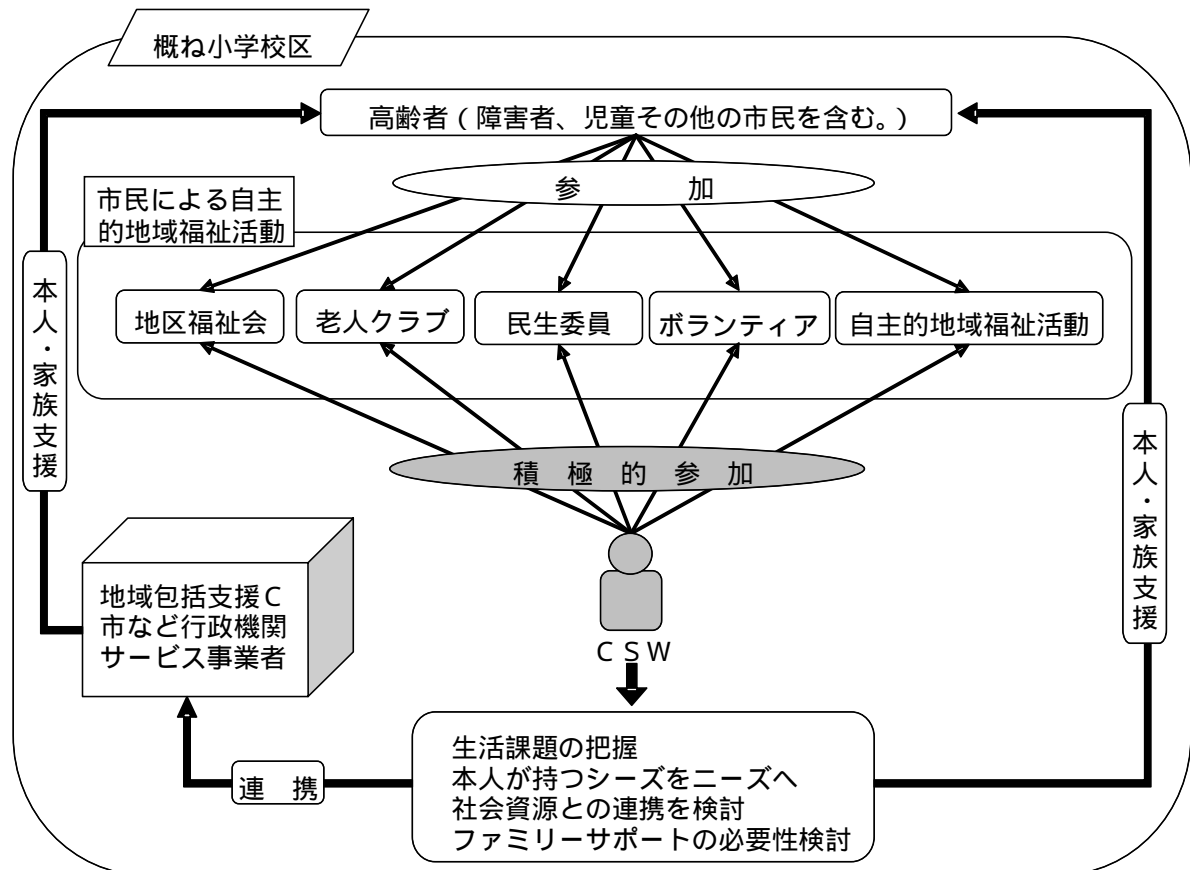 概ね小学校区
高齢者(障害者、児童その他の市民を含む。)
参 加
市民による自主
的地域福祉活動
地区福祉会
老人クラブ
民生委員
ボランティア
自主的地域福祉活動
本人・家族支援
積 極 的 参 加
本人・家族支援
地域包括支援C
市など行政機関
サービス事業者
CSW
生活課題の把握
本人が持つシーズをニーズへ
社会資源との連携を検討
ファミリーサポートの必要性検討
連 携